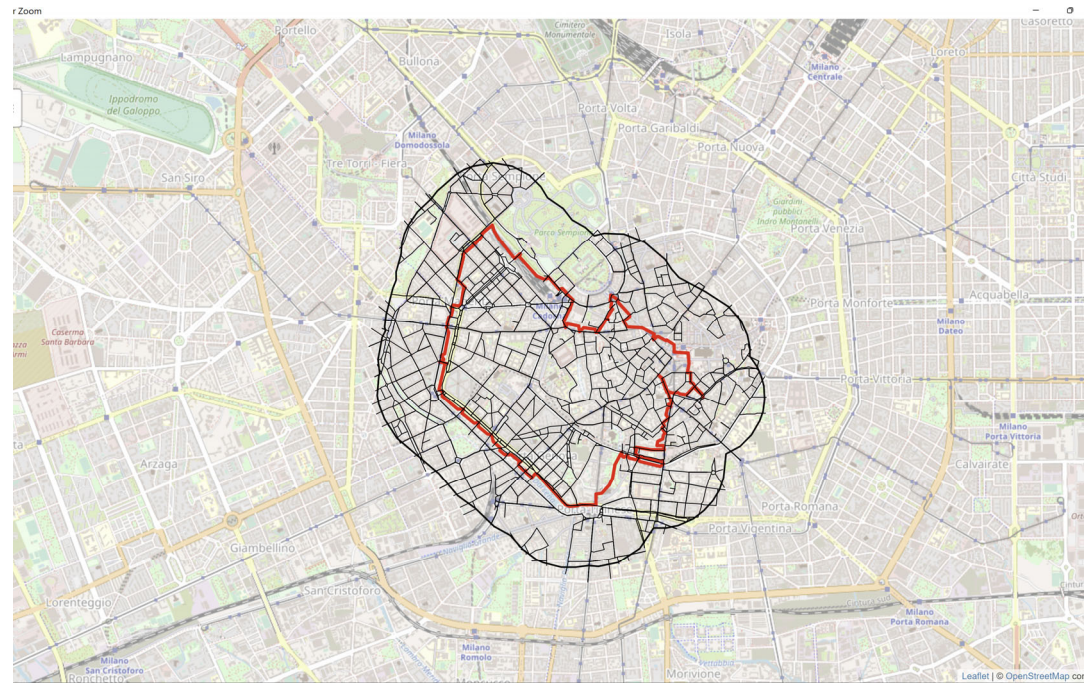 r Zoom
Casoretto
Portello
Cimitero
Monumentale
Isola
Lampugnano
Bullona
Loreto
Milano
Centrale
Ippodromo
del Galoppo
Porta Volta
Porta Garibaldi
Milano
Domodossola
Porta Nuova
Tre Torri - Fiera
San Siro
Città Studi
Giardini
pubblici
Indro Montanelli
Porta Venezia
Parco Sempione
Acquabella
Porta Monforte
Milano
Dateo
Caserma
Santa Barbara
Porta Vittoria
Milano
Porta Vittoria
Arzaga
Calvairate
Porta Romana
Porta Vigentina
Giambellino
San Cristoforo
Lorenteggio
Cintura sud
Milano
Porta Romana
Milano
Romolo
Milano
San Cristoforo
Ronchetto
Morivione
Leaflet | © OpenStreetMap cor